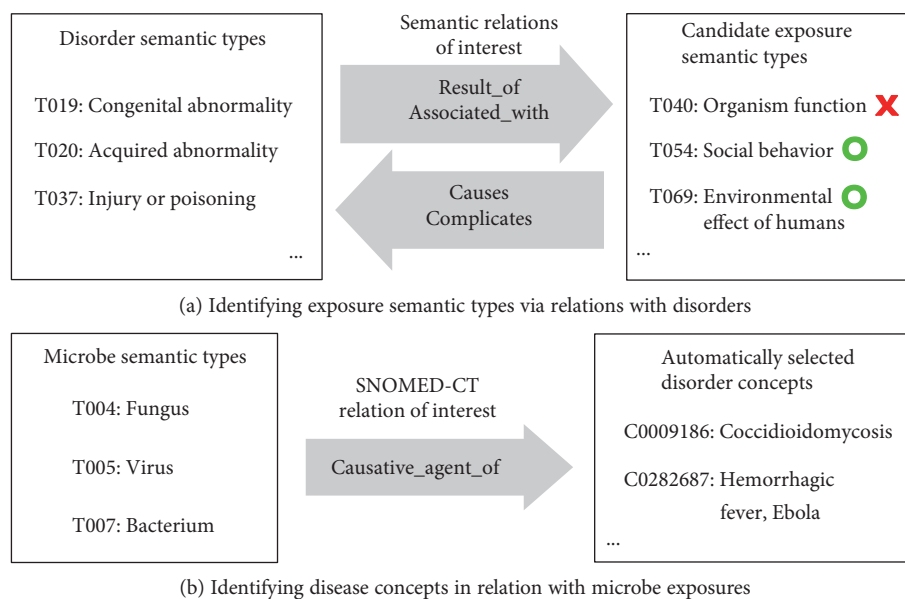 Disorder semantic types
T019: Congenital abnormality
T020: Acquired abnormality
T037: Injury or poisoning
...
Semantic relations
of interest
Result_of
Associated_with
Causes
Complicates
Candidate exposure
semantic types
T040: Organism function
T054: Social behavior
T069: Environmental
effect of humans
...
(a) Identifying exposure semantic types via relations with disorders
Microbe semantic types
T004: Fungus
T005: Virus
T007: Bacterium
SNOMED-CT
relation of interest
Causative_agent_of
Automatically selected
disorder concepts
C0009186: Coccidioidomycosis
C0282687: Hemorrhagic
fever, Ebola
...
(b) Identifying disease concepts in relation with microbe exposures